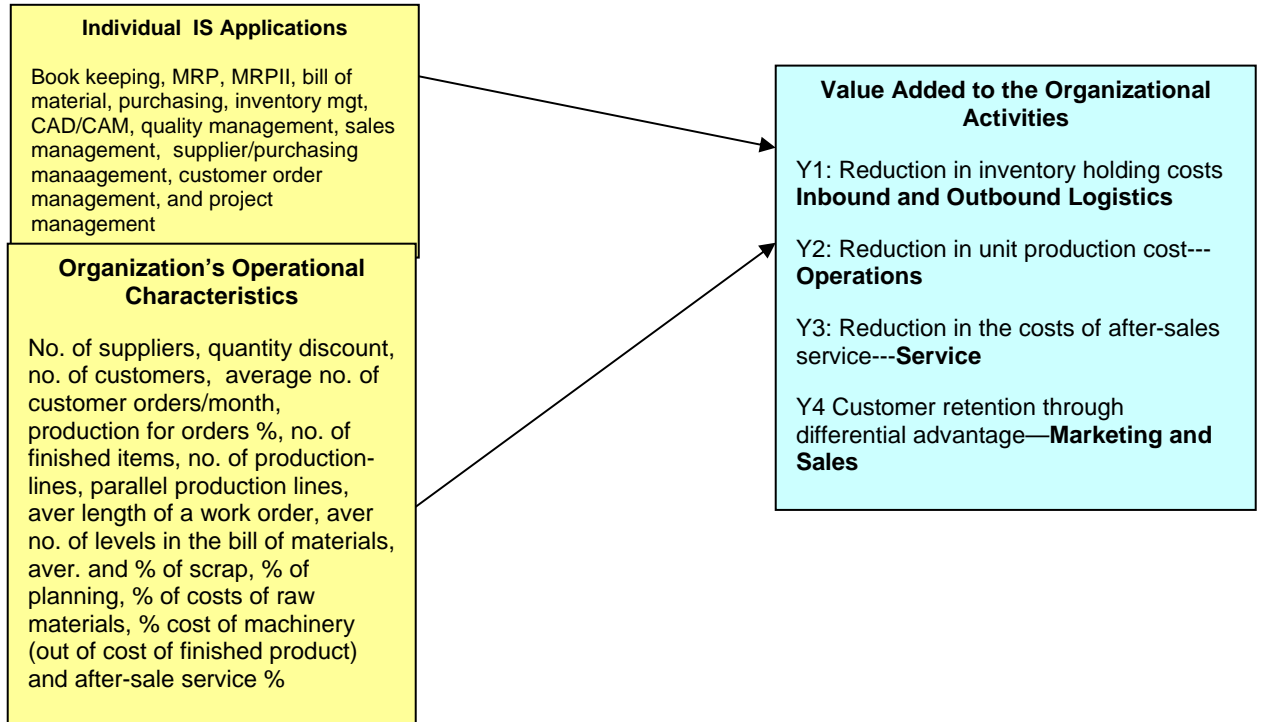 Individual IS Applications
Book keeping, MRP, MRPII, bill of
material, purchasing, inventory mgt,
CAD/CAM, quality management, sales
management, supplier/purchasing
manaagement, customer order
management, and project
management
Organization's Operational
Characteristics
No. of suppliers, quantity discount,
no. of customers, average no. of
customer orders/month,
production for orders %, no. of
finished items, no. of production-
lines, parallel production lines,
aver length of a work order, aver
no. of levels in the bill of materials,
aver. and % of scrap, % of
planning, % of costs of raw
materials, % cost of machinery
(out of cost of finished product)
and after-sale service %
Value Added to the Organizational
Activities
Y1: Reduction in inventory holding costs
Inbound and Outbound Logistics
Y2: Reduction in unit production cost---
Operations
Y3: Reduction in the costs of after-sales
service---Service
Y4 Customer retention through
differential advantage—Marketing and
Sales